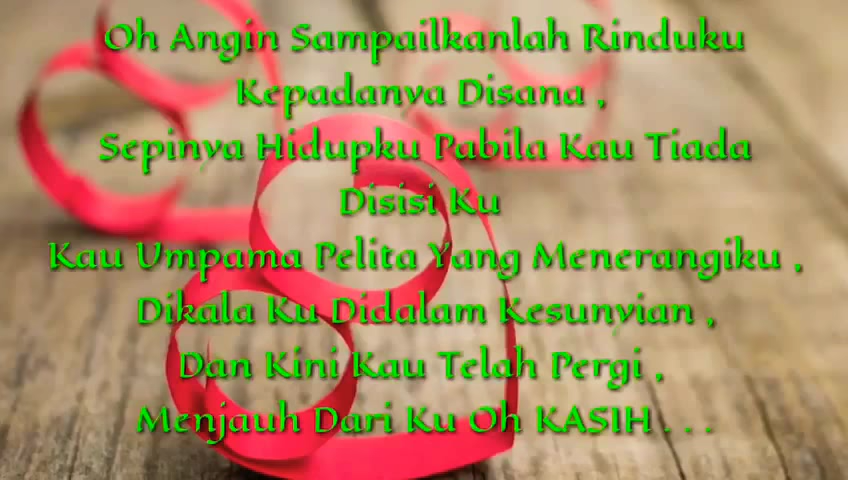 Oh Angin Sampailkanlah Rinduku
Kepadanya Disana ,
Sepinya Hidupku Pabila Kau Tiada
Disisi Ku
Kau Umpama Pelita Yang Menerangiku ,
Dikala Ku Didalam Kesunyian ,
Dan Kini Kau Telah Pergi ,
Menjauh Dari Ku Oh KASIH . . .